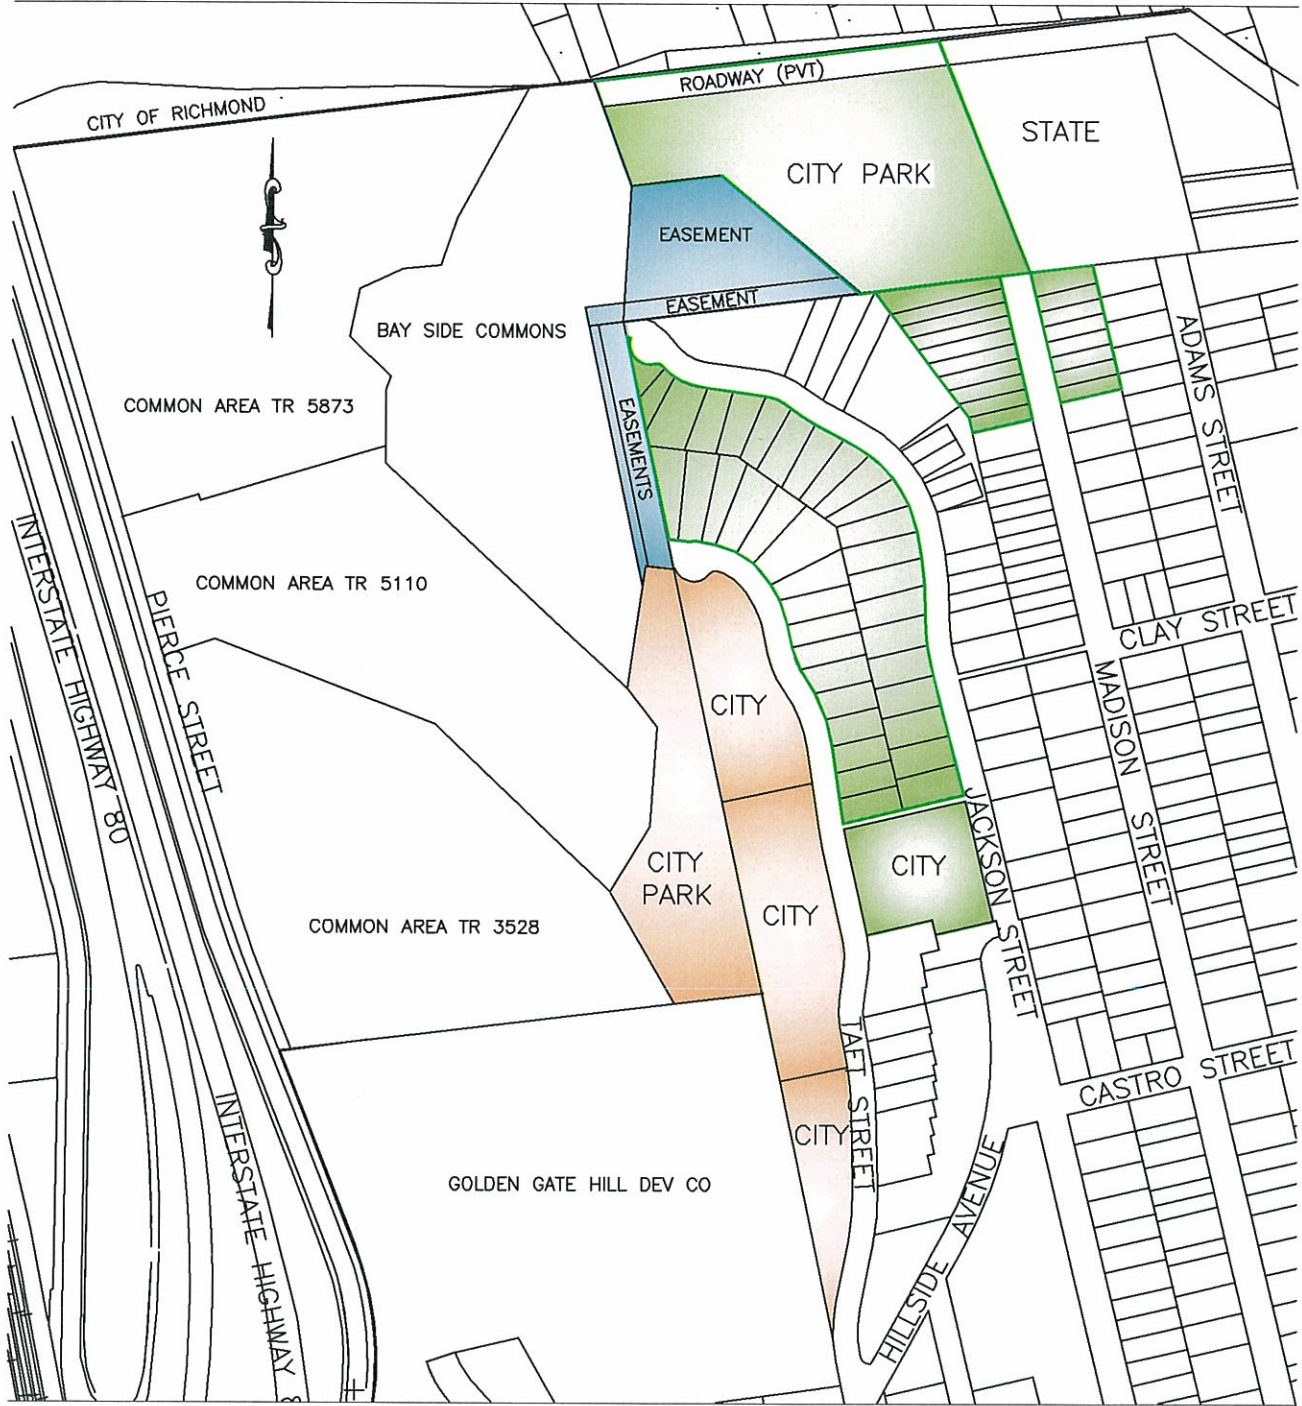 ROADWAY (PVT)
CITY OF RICHMOND
STATE
CITY PARK
EASEMENT
EASEMENT
BAY SIDE COMMONS
ADAMS STREET
COMMON AREA TR 5873
EASEMENTS
INTERSTATE HIGHWAY 80
PIERCE STREET
COMMON AREA TR 5110
CLAY STREET
MADISON STREET
CITY
JACKSON STREET
CITY
PARK
CITY
CITY
COMMON AREA TR 3528
TAFT STREET
CASTRO STREET
INTERSTATE HIGHWAY 8
CITY
GOLDEN GATE HILL DEV CO
HILLSIDE AVENUE